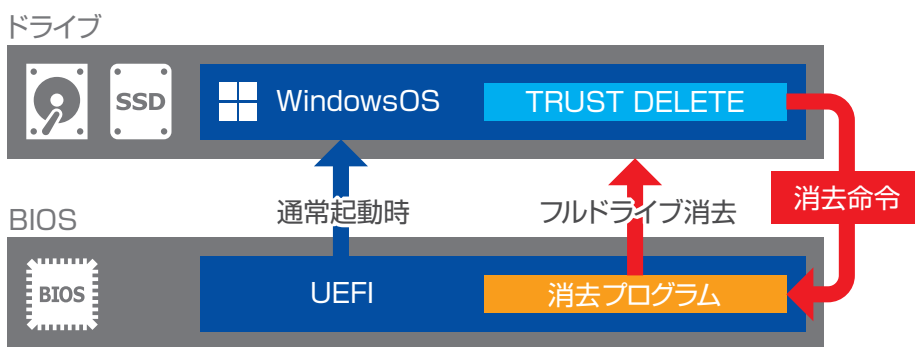 ドライブ
SSD
WindowsOS
TRUST DELETE
消去命令
通常起動時
フルドライブ消去
BIOS
BIOS
UEFI
消去プログラム